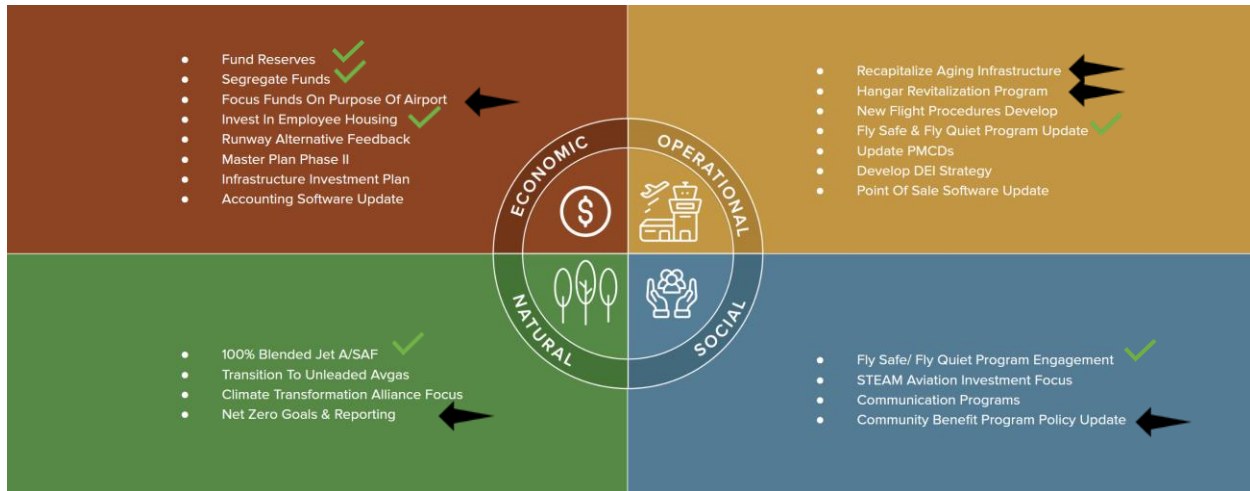 Fund Reserves
Segregate Funds
Focus Funds On Purpose Of Airport
Invest In Employee Housing
Runway Alternative Feedback
Master Plan Phase II
Infrastructure Investment Plan
Accounting Software Update
Recapitalize Aging Infrastructure
Hangar Revitalization Program
New Flight Procedures Develop
Fly Safe & Fly Quiet Program Update
Update PMCDs
Develop DEI Strategy
Point Of Sale Software Update
ECONOMIC
OPERATIONAL
$
NATURAL
SOCIAL
100% Blended Jet A/SAF
Transition To Unleaded Avgas
Climate Transformation Alliance Focus
Net Zero Goals & Reporting
Fly Safe/ Fly Quiet Program Engagement
STEAM Aviation Investment Focus
Communication Programs
Community Benefit Program Policy Update